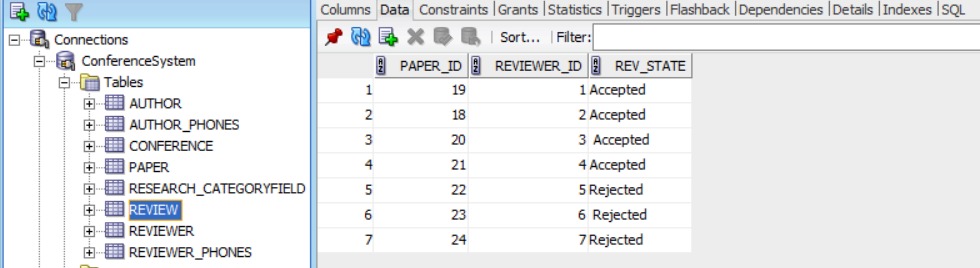 Connections
ConferenceSystem
Tables
AUTHOR
AUTHOR_PHONES
CONFERENCE
PAPER
RESEARCH_CATEGORYFIELD
REVIEW
REVIEWER
REVIEWER_PHONES
Columns Data Constraints Grants Statistics Triggers Flashback Dependencies Details Indexes SQL
Sort... Filter:
PAPER_ID REVIEWER_ID REV_STATE
1 19 1 Accepted
2 18 2 Accepted
3 20 3 Accepted
4 21 4 Accepted
5 22 5 Rejected
6 23 6 Rejected
7 24 7 Rejected